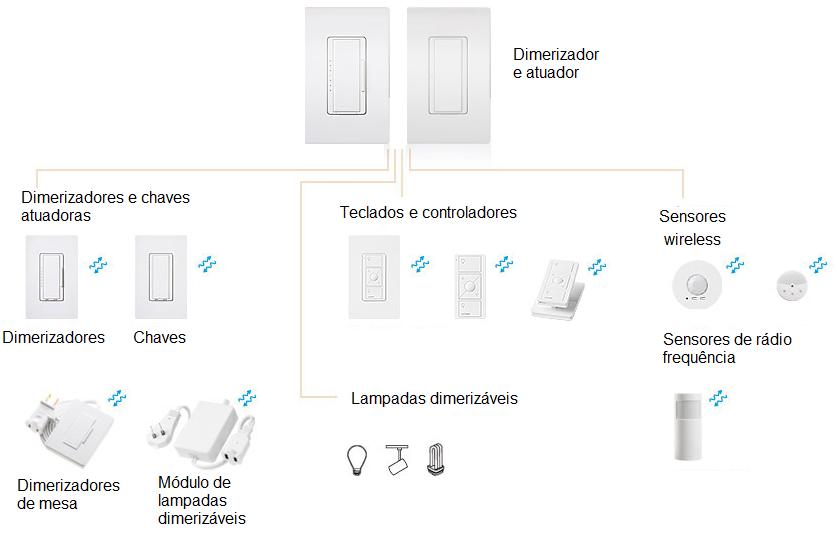 Dimerizador
e atuador
Dimerizadores e chaves
atuadoras
Teclados e controladores
Sensores
wireless
Dimerizadores
Chaves
Sensores de rádio
frequência
Lampadas dimerizáveis
Dimerizadores
de mesa
Módulo de
lampadas
dimerizáveis